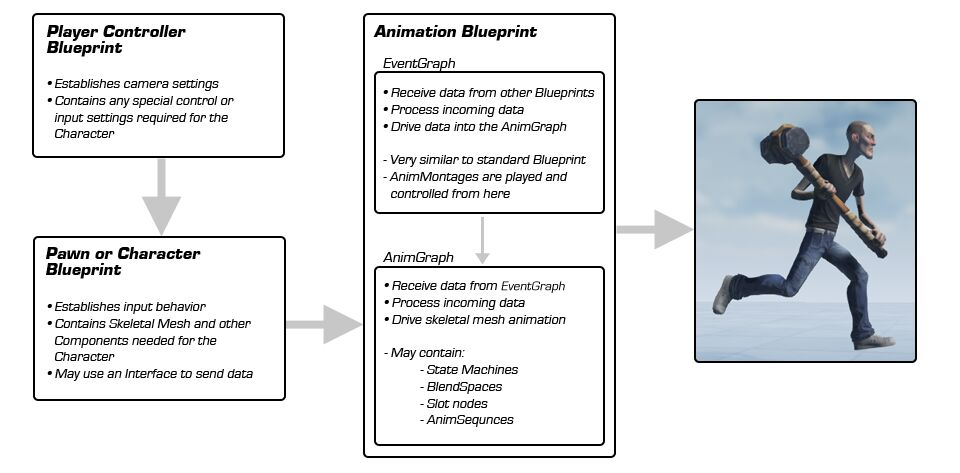 Player Controller
Blueprint
• Establishes camera settings
• Contains any special control or
input settings required for the
Character
Pawn or Character
Blueprint
• Establishes input behavior
• Contains Skeletal Mesh and other
Components needed for the
Character
• May use an Interface to send data
Animation Blueprint
EventGraph
• Receive data from other Blueprints
• Process incoming data
• Drive data into the AnimGraph
- Very similar to standard Blueprint
- AnimMontages are played and
controlled from here
AnimGraph
• Receive data from EventGraph
• Process incoming data
• Drive skeletal mesh animation
- May contain:
- State Machines
- BlendSpaces
- Slot nodes
- AnimSequnces